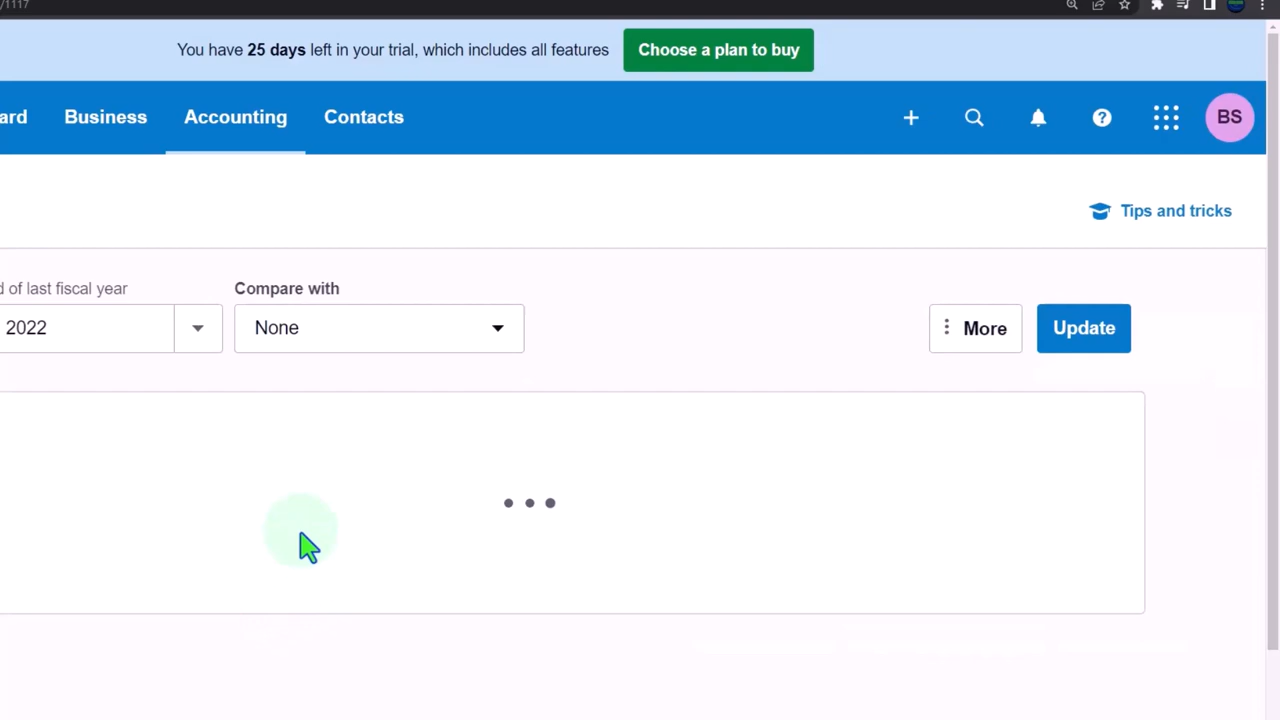 /1117
You have 25 days left in your trial, which includes all features
Choose a plan to buy
ard
Business
Accounting
Contacts
BS
Tips and tricks
d of last fiscal year
Compare with
2022
None
More
Update